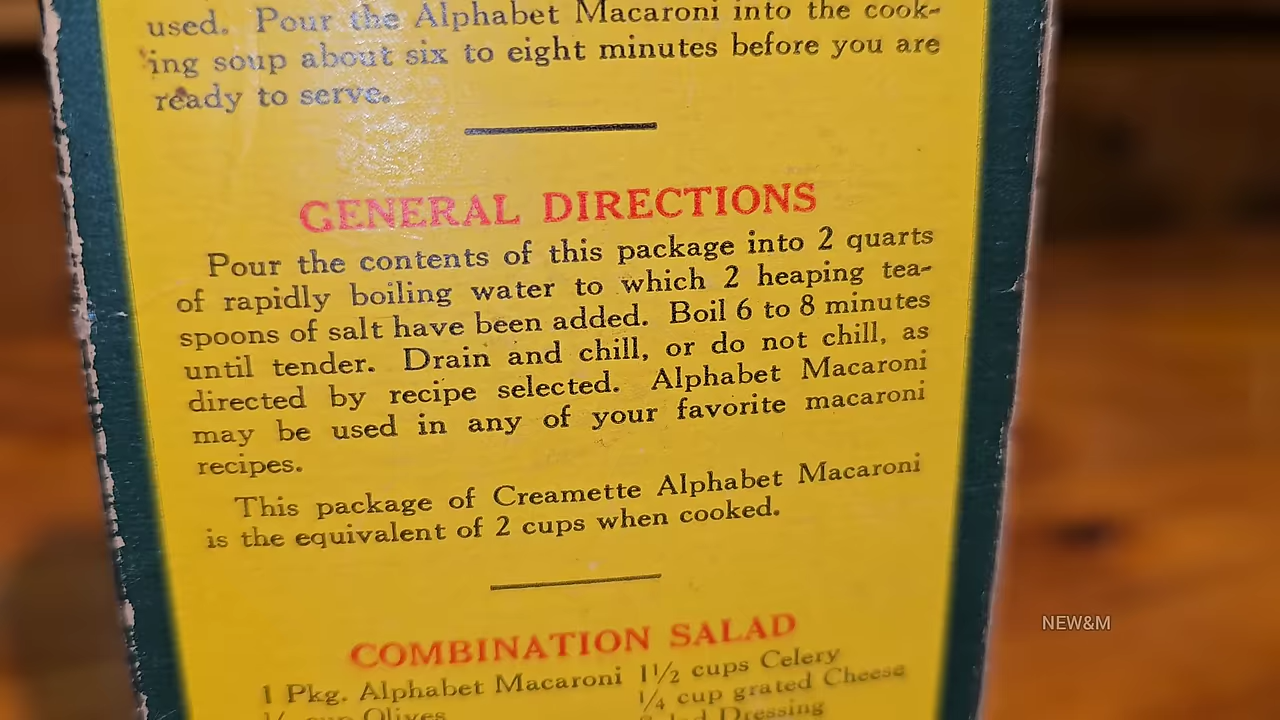 used. Pour the Alphabet Macaroni into the cook-
ing soup about six to eight minutes before you are
ready to serve.
GENERAL DIRECTIONS
Pour the contents of this package into 2 quarts
of rapidly boiling water to which 2 heaping tea-
spoons of salt have been added. Boil 6 to 8 minutes
until tender. Drain and chill, or do not chill, as
directed by recipe selected. Alphabet Macaroni
may be used in any of your favorite macaroni
recipes.
This package of Creamette Alphabet Macaroni
is the equivalent of 2 cups when cooked.
COMBINATION SALAD
1 Pkg. Alphabet Macaroni 1½ cups Celery
¼ cup grated Cheese
cup Olives
Dressing
NEW&M